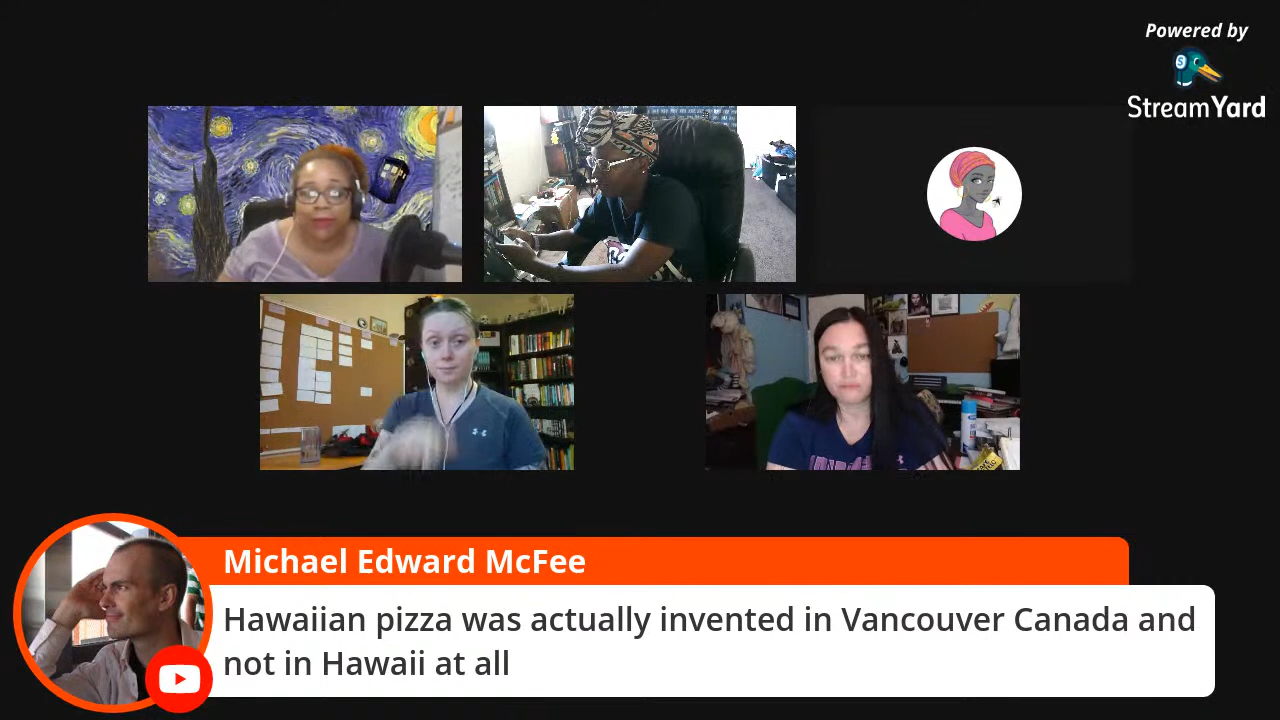 Powered by
StreamYard
Michael Edward McFee
Hawaiian pizza was actually invented in Vancouver Canada and
not in Hawaii at all